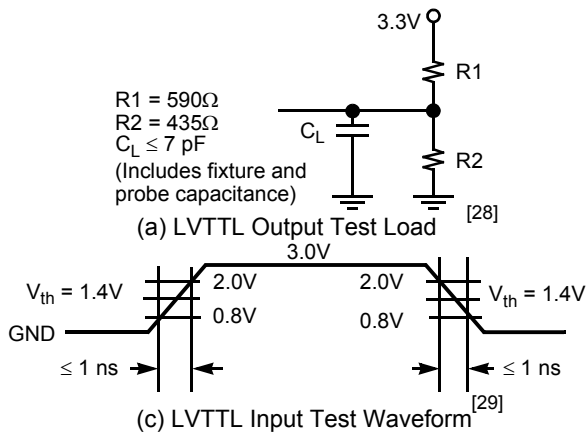 3.3V
R1
R1 = 590Ω
R2 = 435Ω
C_L ≤ 7 pF
(Includes fixture and
probe capacitance)
C_L
R2
(a) LVTTL Output Test Load [28]
3.0V
2.0V 2.0V
V_th = 1.4V V_th = 1.4V
0.8V 0.8V
GND
≤ 1 ns ≤ 1 ns
(c) LVTTL Input Test Waveform [29]